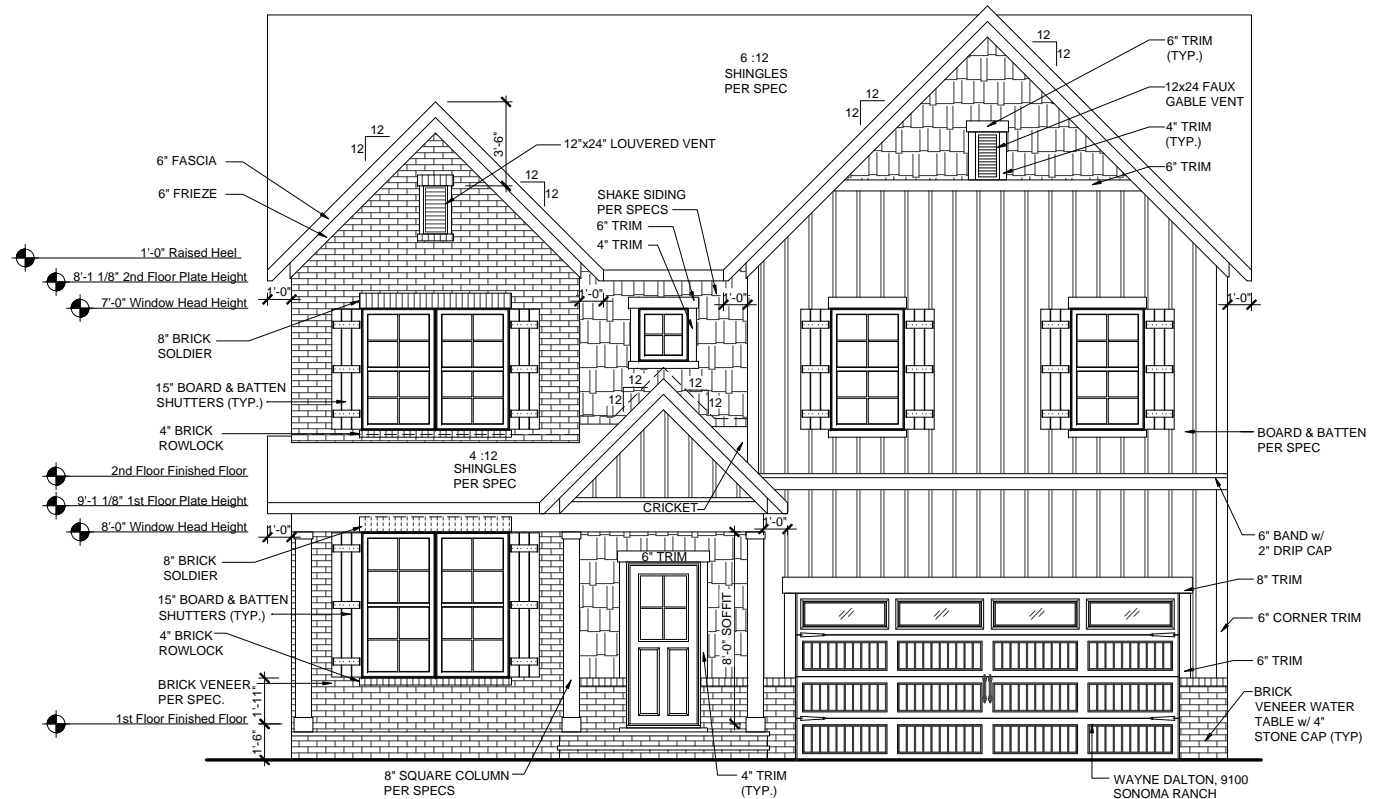 6 :12
SHINGLES
PER SPEC
12
12
6" TRIM
(TYP.)
12x24 FAUX
GABLE VENT
4" TRIM
(TYP.)
6" TRIM
12
12
12
12
3'-6"
12"x24" LOUVERED VENT
12
12
6" FASCIA
6" FRIEZE
SHAKE SIDING
PER SPECS
6" TRIM
4" TRIM
1'-0" Raised Heel
8'-1 1/8" 2nd Floor Plate Height
7'-0" Window Head Height
1'-0"
1'-0"
1'-0"
1'-0"
8" BRICK
SOLDIER
15" BOARD & BATTEN
SHUTTERS (TYP.)
4" BRICK
ROWLOCK
12
12
12
12
BOARD & BATTEN
PER SPEC
4 :12
SHINGLES
PER SPEC
2nd Floor Finished Floor
9'-1 1/8" 1st Floor Plate Height
8'-0" Window Head Height
CRICKET
1'-0"
1'-0"
6" BAND w/
2" DRIP CAP
8" BRICK
SOLDIER
6" TRIM
8" TRIM
15" BOARD & BATTEN
SHUTTERS (TYP.)
8'-0" SOFFIT
6" CORNER TRIM
4" BRICK
ROWLOCK
6" TRIM
BRICK VENEER
PER SPEC.
1'-11"
BRICK
VENEER WATER
TABLE w/ 4"
STONE CAP (TYP)
1st Floor Finished Floor
1'-6"
8" SQUARE COLUMN
PER SPECS
4" TRIM
(TYP.)
WAYNE DALTON, 9100
SONOMA RANCH